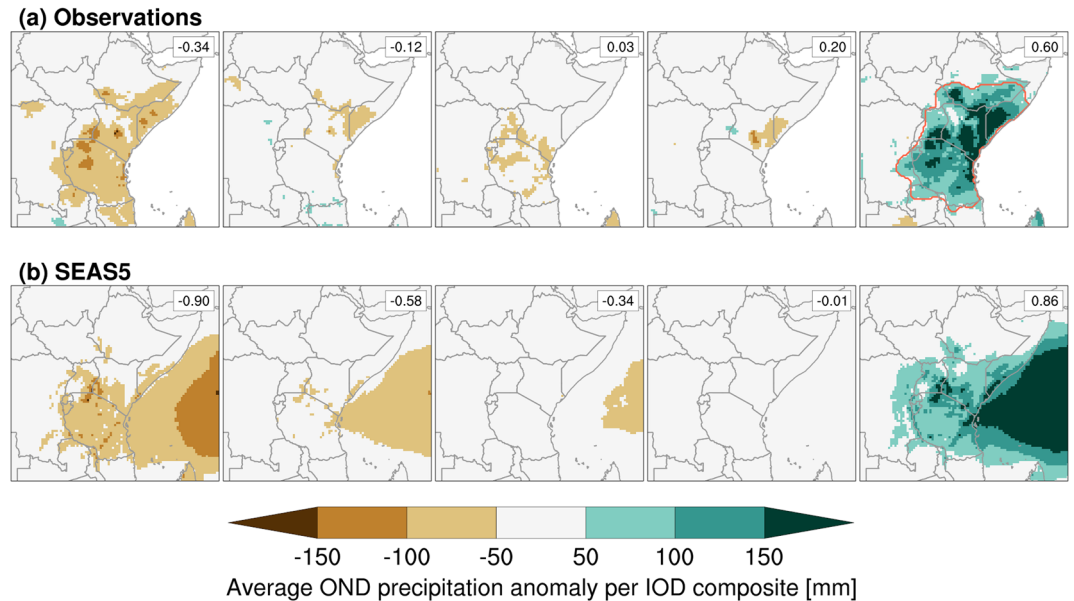 (a) Observations
-0.34
-0.12
0.03
0.20
0.60
(b) SEAS5
-0.90
-0.58
-0.34
-0.01
0.86
-150 -100 -50 50 100 150
Average OND precipitation anomaly per IOD composite [mm]